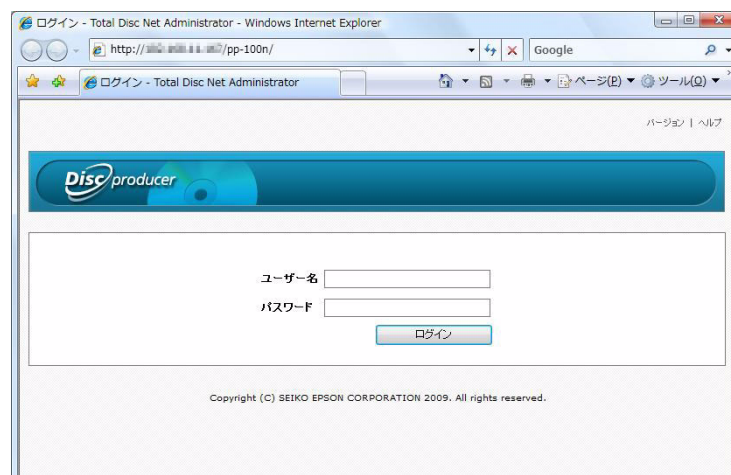 ログイン - Total Disc Net Administrator - Windows Internet Explorer
http:// /pp-100n/
Google
ログイン - Total Disc Net Administrator
ページ(P) ツール(O)
バージョン | ヘルプ
Disc producer
ユーザー名
パスワード
ログイン
Copyright (C) SEIKO EPSON CORPORATION 2009. All rights reserved.